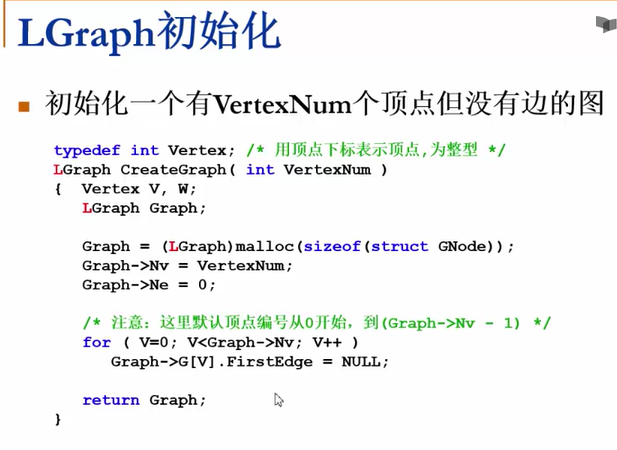 LGraph初始化
初始化一个有VertexNum个顶点但没有边的图
typedef int Vertex; /* 用顶点下标表示顶点,为整型 */
LGraph CreateGraph( int VertexNum )
{ Vertex V, W;
LGraph Graph;
Graph = (LGraph)malloc(sizeof(struct GNode));
Graph->Nv = VertexNum;
Graph->Ne = 0;
/* 注意：这里默认顶点编号从0开始，到(Graph->Nv - 1) */
for ( V=0; V<Graph->Nv; V++ )
Graph->G[V].FirstEdge = NULL;
return Graph;
}